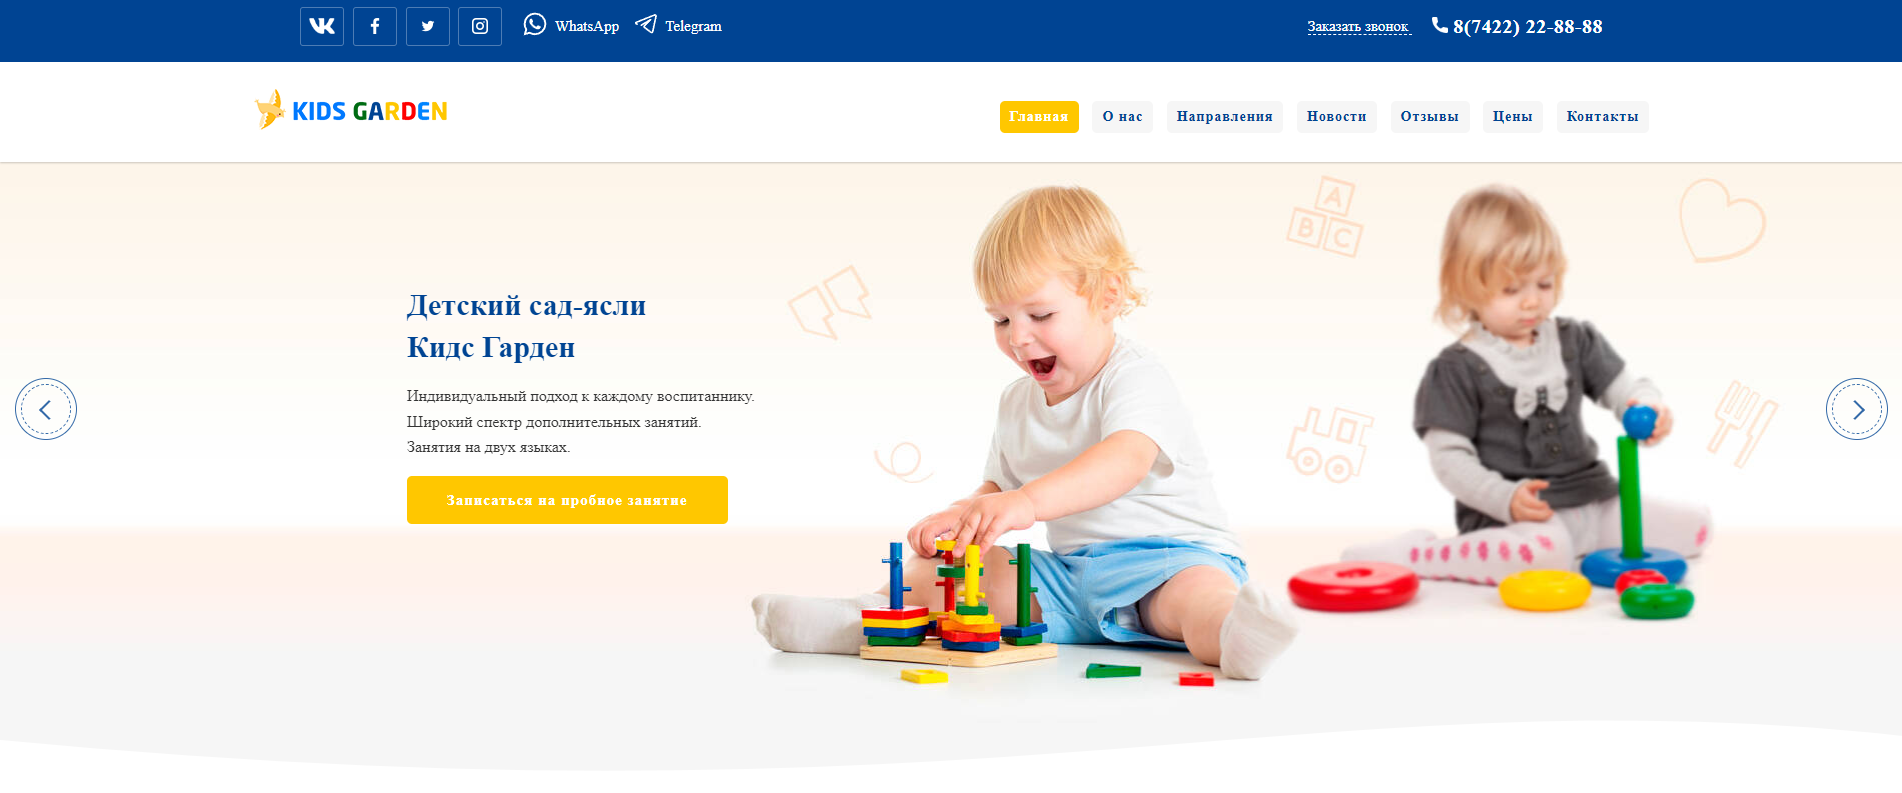 WhatsApp
Telegram
Заказать звонок
8(7422) 22-88-88
KIDS GARDEN
Главная
О нас
Направления
Новости
Отзывы
Цены
Контакты
Детский сад-ясли
Кидс Гарден
Индивидуальный подход к каждому воспитаннику.
Широкий спектр дополнительных занятий.
Занятия на двух языках.
Записаться на пробное занятие
A
B C